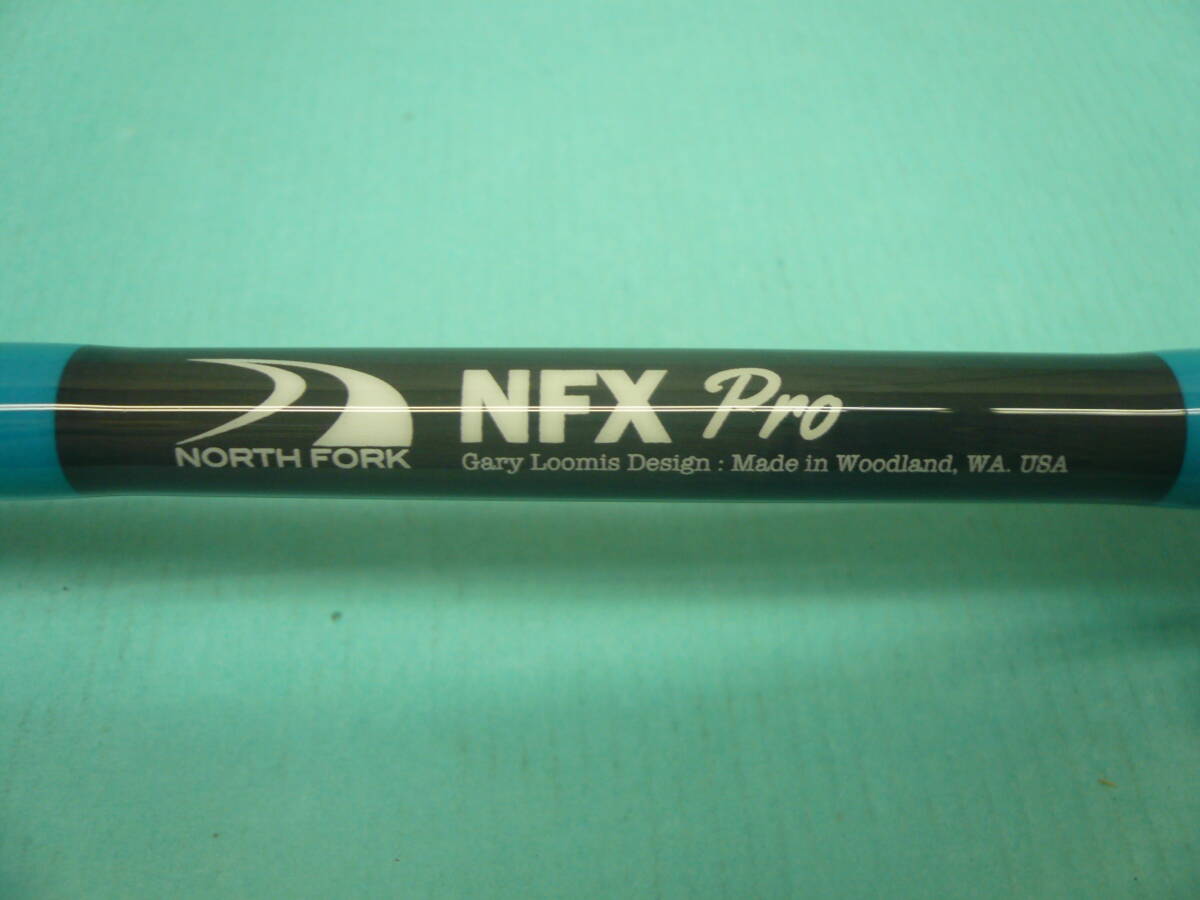 NORTH FORK
NFX Pro
Gary Loomis Design : Made in Woodland, WA. USA